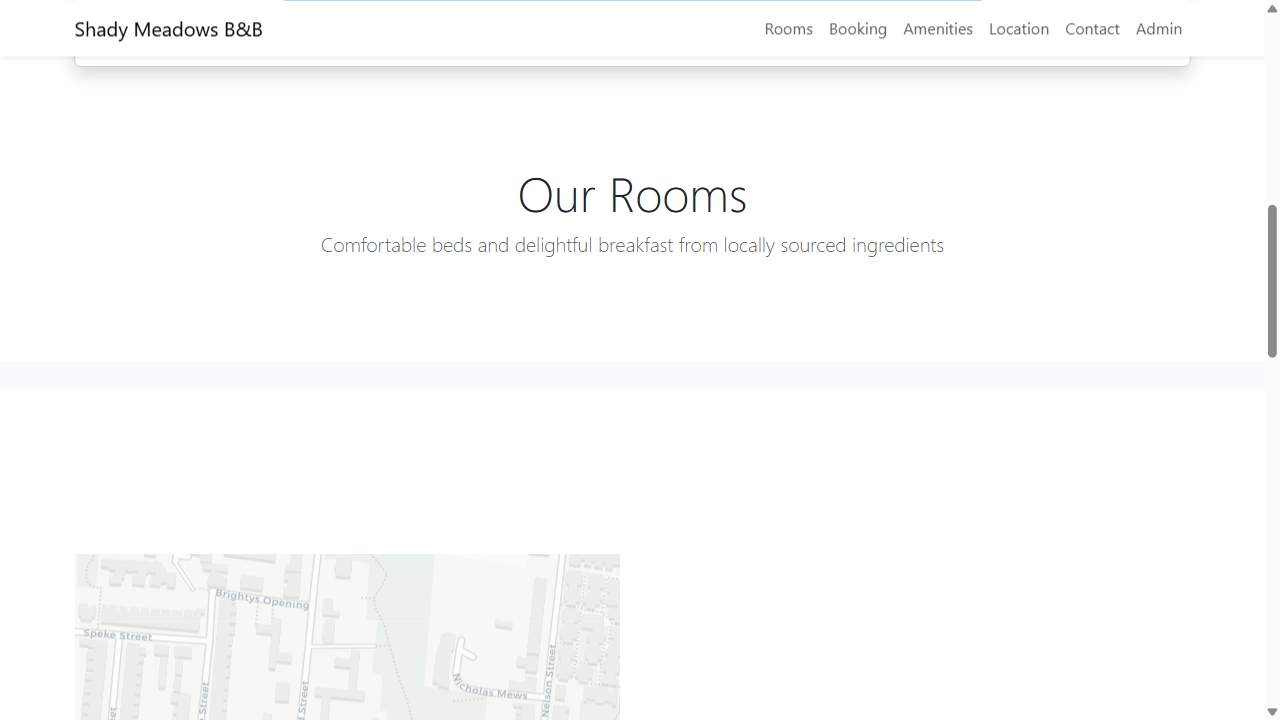 Shady Meadows B&B
Rooms
Booking
Amenities
Location
Contact
Admin
Our Rooms
Comfortable beds and delightful breakfast from locally sourced ingredients
Brightys Opening
Speke Street
Nicholas Mews
Nelson Street
Street
Street